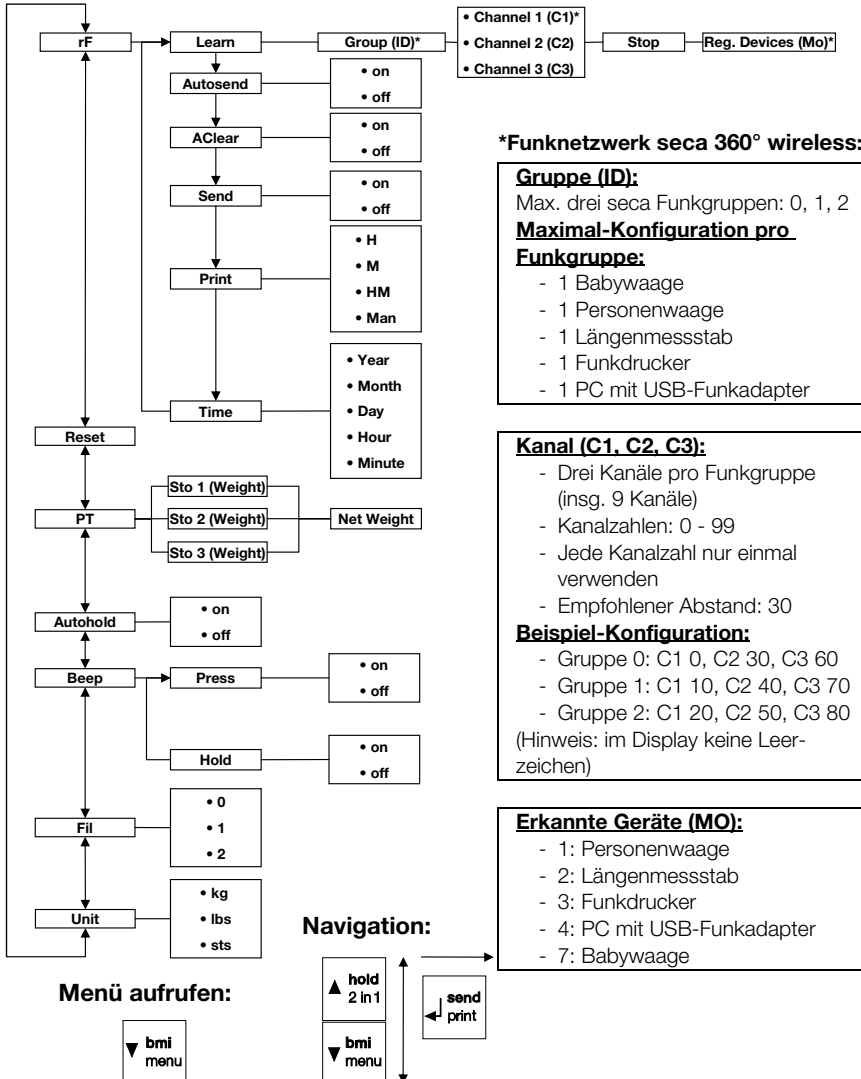 rF
Learn
Group (ID)*
• Channel 1 (C1)*
• Channel 2 (C2)
• Channel 3 (C3)
Stop
Reg. Devices (Mo)*
Autosend
• on
• off
AClear
• on
• off
Send
• on
• off
Print
• H
• M
• HM
• Man
Time
• Year
• Month
• Day
• Hour
• Minute
Reset
PT
Sto 1 (Weight)
Sto 2 (Weight)
Sto 3 (Weight)
Net Weight
Autohold
• on
• off
Beep
Press
• on
• off
Hold
• on
• off
Fil
• 0
• 1
• 2
Unit
• kg
• lbs
• sts
*Funknetzwerk seca 360° wireless:
Gruppe (ID):
Max. drei seca Funkgruppen: 0, 1, 2
Maximal-Konfiguration pro
Funkgruppe:
- 1 Babywaage
- 1 Personenwaage
- 1 Längenmessstab
- 1 Funkdrucker
- 1 PC mit USB-Funkadapter
Kanal (C1, C2, C3):
- Drei Kanäle pro Funkgruppe
(insg. 9 Kanäle)
- Kanalzahlen: 0 - 99
- Jede Kanalzahl nur einmal
verwenden
- Empfohlener Abstand: 30
Beispiel-Konfiguration:
- Gruppe 0: C1 0, C2 30, C3 60
- Gruppe 1: C1 10, C2 40, C3 70
- Gruppe 2: C1 20, C2 50, C3 80
(Hinweis: im Display keine Leer-
zeichen)
Erkannte Geräte (MO):
- 1: Personenwaage
- 2: Längenmessstab
- 3: Funkdrucker
- 4: PC mit USB-Funkadapter
- 7: Babywaage
Menü aufrufen:
bmi
menu
Navigation:
hold
2 in 1
bmi
menu
send
print